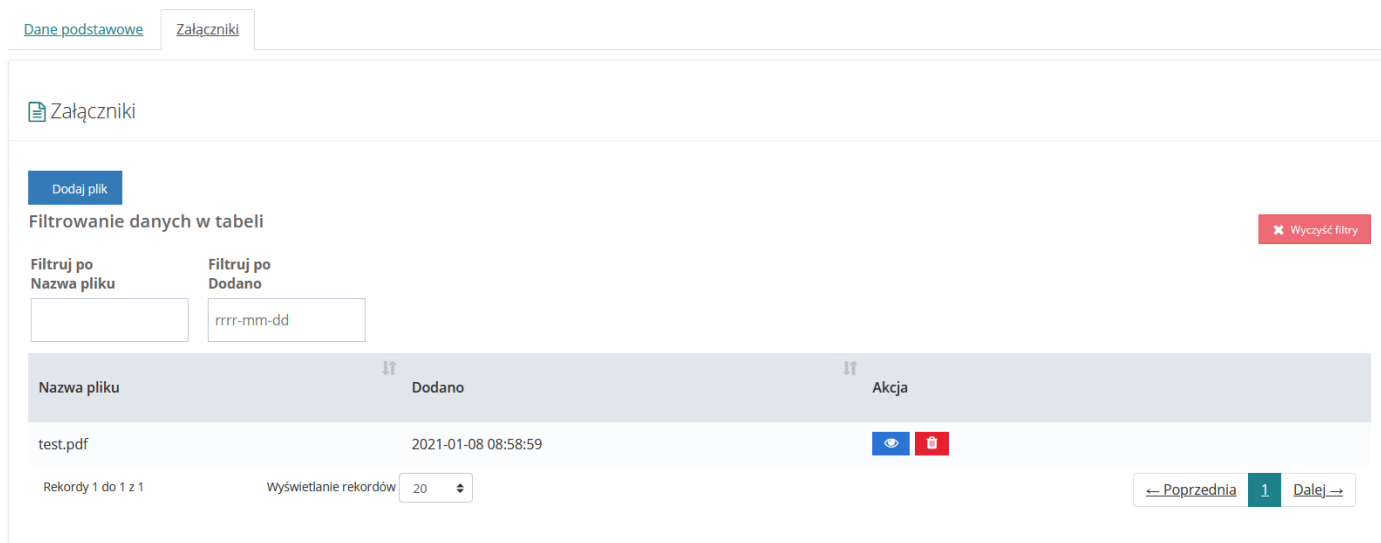 Dane podstawowe Załączniki
Załączniki
Dodaj plik
Filtrowanie danych w tabeli
Wyczyść filtry
Filtruj po Nazwa pliku
Filtruj po Dodano
rrrr-mm-dd
Nazwa pliku Dodano Akcja
test.pdf 2021-01-08 08:58:59
Rekordy 1 do 1 z 1 Wyświetlanie rekordów 20 ← Poprzednia 1 Dalej →